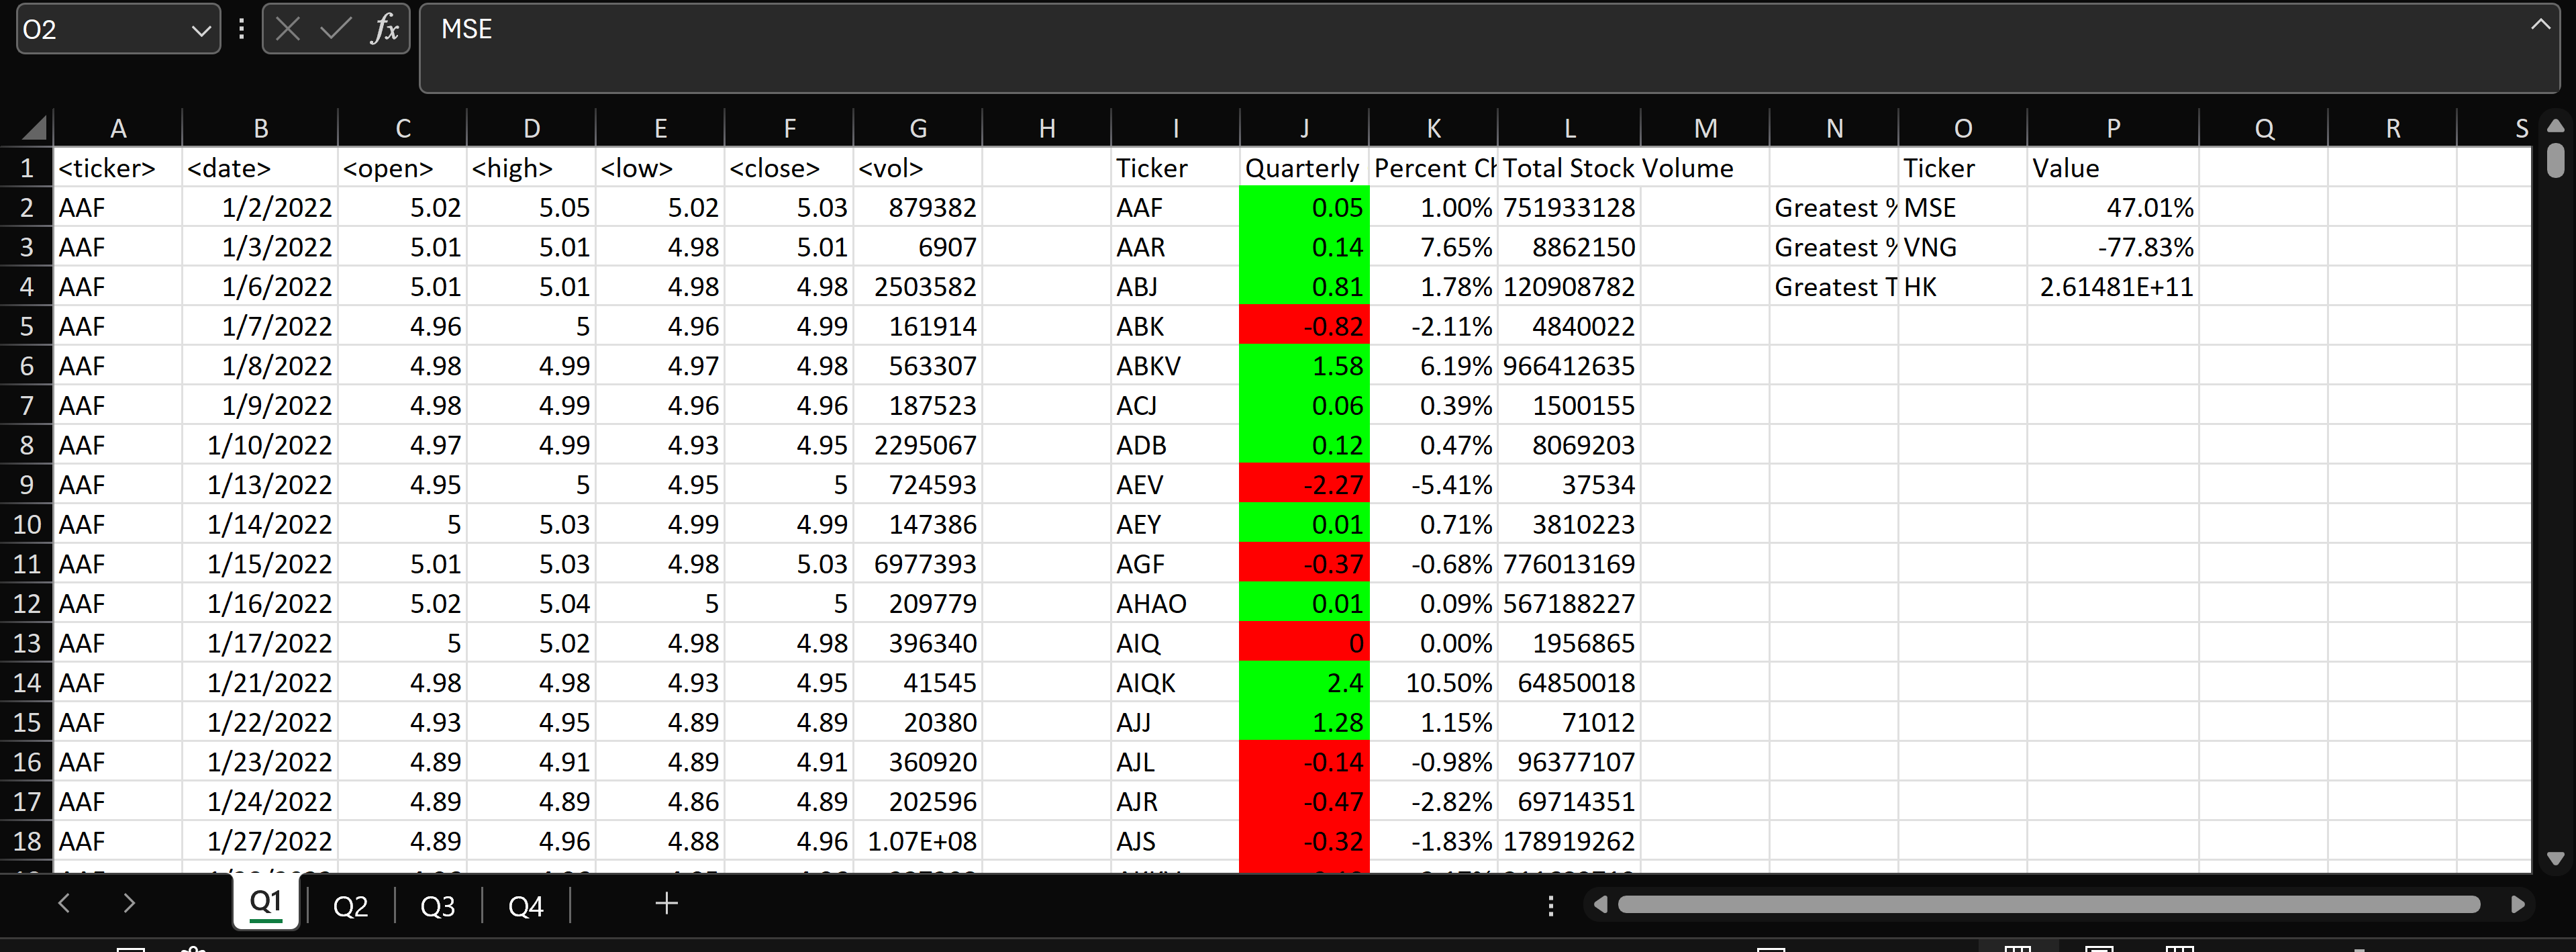 O2 fx MSE
A B C D E F G H I J K L M N O P Q R S
1 <ticker> <date> <open> <high> <low> <close> <vol> Ticker Quarterly Percent Ch Total Stock Volume Ticker Value
2 AAF 1/2/2022 5.02 5.05 5.02 5.03 879382 AAF 0.05 1.00% 751933128 Greatest % MSE 47.01%
3 AAF 1/3/2022 5.01 5.01 4.98 5.01 6907 AAR 0.14 7.65% 8862150 Greatest % VNG -77.83%
4 AAF 1/6/2022 5.01 5.01 4.98 4.98 2503582 ABJ 0.81 1.78% 120908782 Greatest T HK 2.61481E+11
5 AAF 1/7/2022 4.96 5 4.96 4.99 161914 ABK -0.82 -2.11% 4840022
6 AAF 1/8/2022 4.98 4.99 4.97 4.98 563307 ABKV 1.58 6.19% 966412635
7 AAF 1/9/2022 4.98 4.99 4.96 4.96 187523 ACJ 0.06 0.39% 1500155
8 AAF 1/10/2022 4.97 4.99 4.93 4.95 2295067 ADB 0.12 0.47% 8069203
9 AAF 1/13/2022 4.95 5 4.95 5 724593 AEV -2.27 -5.41% 37534
10 AAF 1/14/2022 5 5.03 4.99 4.99 147386 AEY 0.01 0.71% 3810223
11 AAF 1/15/2022 5.01 5.03 4.98 5.03 6977393 AGF -0.37 -0.68% 776013169
12 AAF 1/16/2022 5.02 5.04 5 5 209779 AHAO 0.01 0.09% 567188227
13 AAF 1/17/2022 5 5.02 4.98 4.98 396340 AIQ 0 0.00% 1956865
14 AAF 1/21/2022 4.98 4.98 4.93 4.95 41545 AIQK 2.4 10.50% 64850018
15 AAF 1/22/2022 4.93 4.95 4.89 4.89 20380 AJJ 1.28 1.15% 71012
16 AAF 1/23/2022 4.89 4.91 4.89 4.91 360920 AJL -0.14 -0.98% 96377107
17 AAF 1/24/2022 4.89 4.89 4.86 4.89 202596 AJR -0.47 -2.82% 69714351
18 AAF 1/27/2022 4.89 4.96 4.88 4.96 1.07E+08 AJS -0.32 -1.83% 178919262
Q1 Q2 Q3 Q4